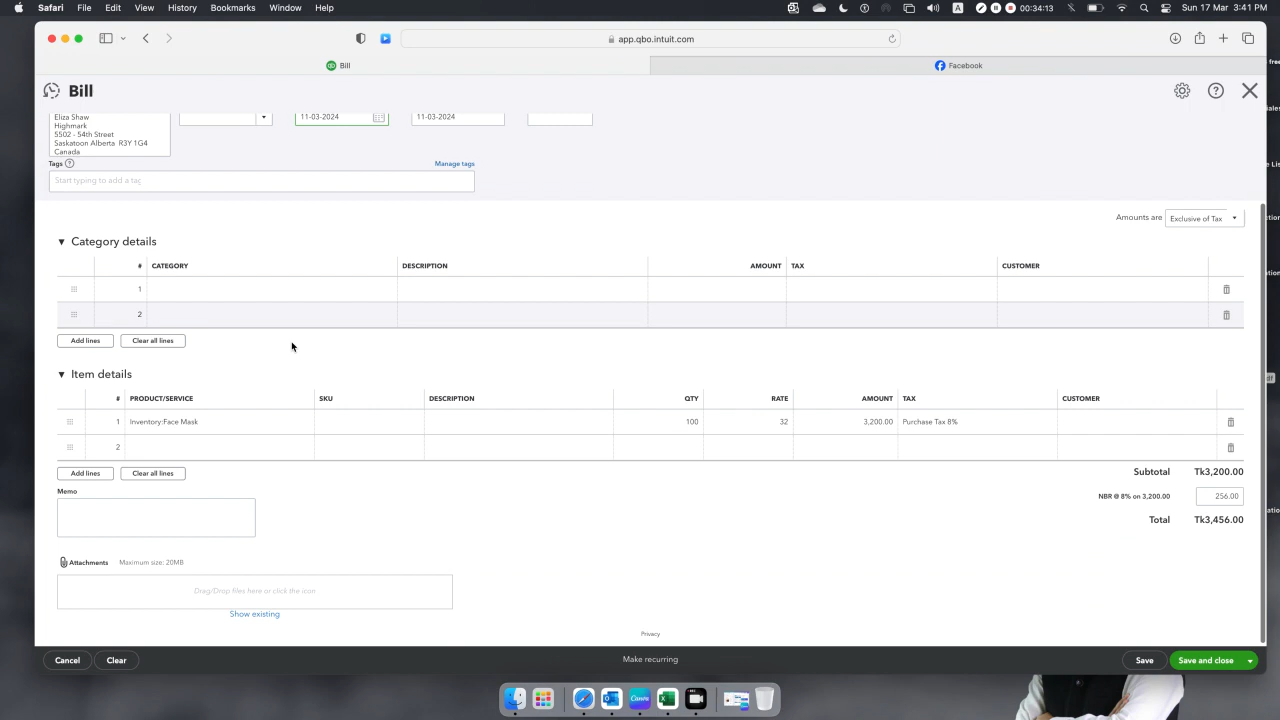 Safari File Edit View History Bookmarks Window Help
A 00:34:13 Sun 17 Mar 3:41 PM
app.qbo.intuit.com
Bill
Facebook
Bill
Eliza Shaw
Highmark
5502 - 54th Street
Saskatoon Alberta R3Y 1G4
Canada
11-03-2024
11-03-2024
Tags
Manage tags
Start typing to add a tag
Amounts are Exclusive of Tax
Category details
# CATEGORY DESCRIPTION AMOUNT TAX CUSTOMER
1
2
Add lines Clear all lines
Item details
# PRODUCT/SERVICE SKU DESCRIPTION QTY RATE AMOUNT TAX CUSTOMER
1 Inventory:Face Mask 100 32 3,200.00 Purchase Tax 8%
2
Add lines Clear all lines
Subtotal Tk3,200.00
Memo
NBR @ 8% on 3,200.00 256.00
Total Tk3,456.00
Attachments Maximum size: 20MB
Drag/Drop files here or click the icon
Show existing
Privacy
Cancel Clear Make recurring Save Save and close
Canva